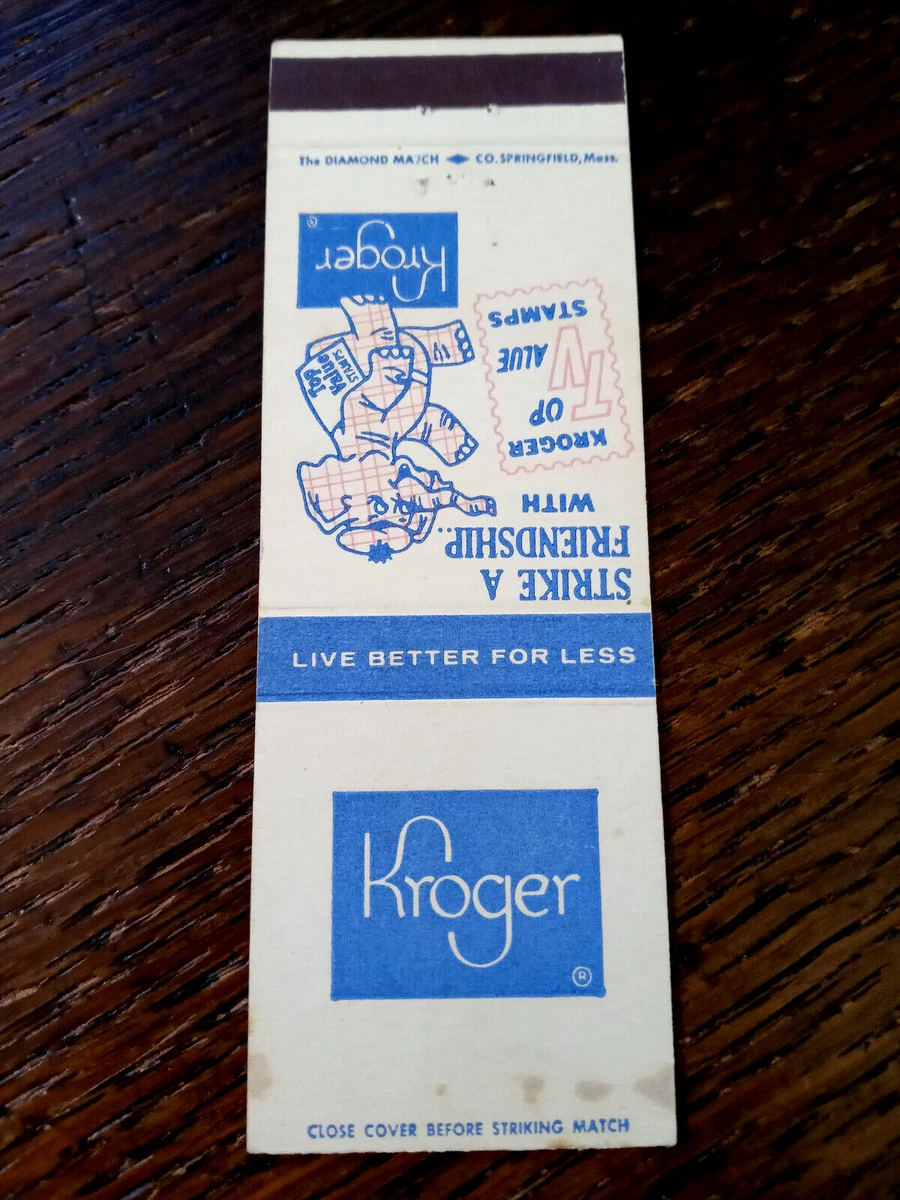 The DIAMOND MATCH CO. SPRINGFIELD, Mass.
STRIKE A
FRIENDSHIP..
WITH
KROGER
TOP
VALUE
STAMPS
Top
Value
STAMPS
Kroger
®
LIVE BETTER FOR LESS
Kroger
®
CLOSE COVER BEFORE STRIKING MATCH